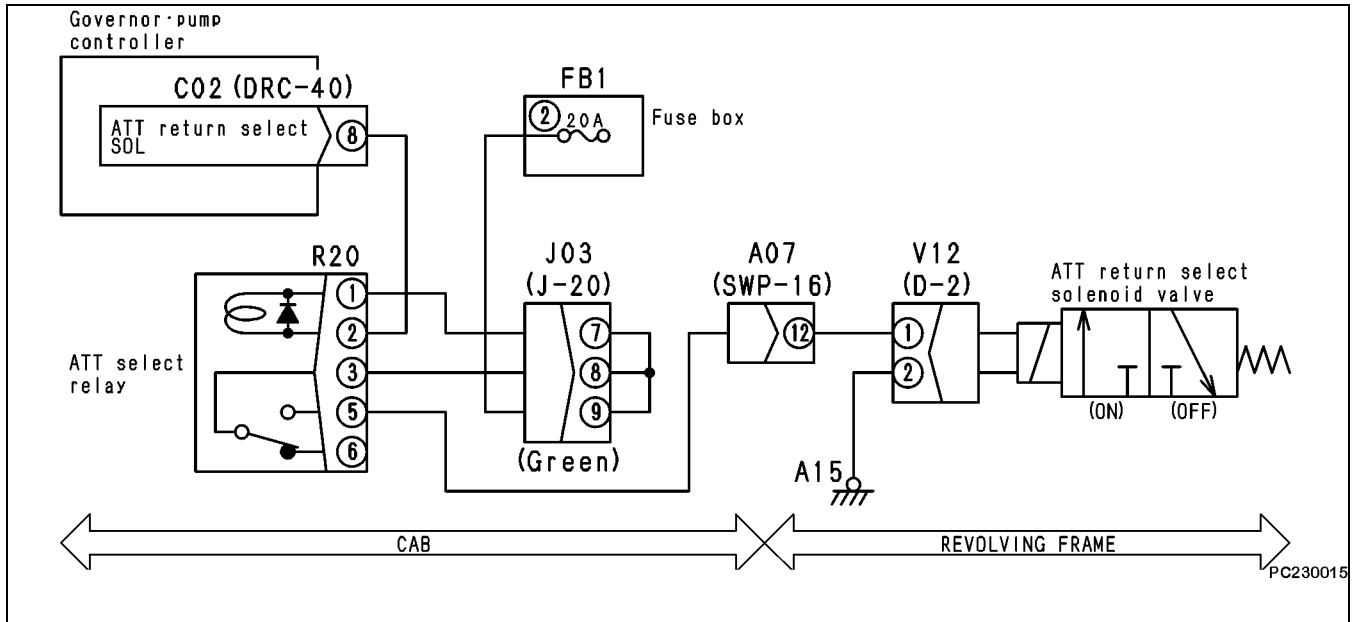 Governor·pump
controller
C02 (DRC-40)
ATT return select
SOL
8
FB1
2 20A
Fuse box
R20
1
2
3
5
6
ATT select
relay
J03
(J-20)
7
8
9
(Green)
A07
(SWP-16)
12
V12
(D-2)
1
2
A15
ATT return select
solenoid valve
(ON) (OFF)
CAB
REVOLVING FRAME
PC230015